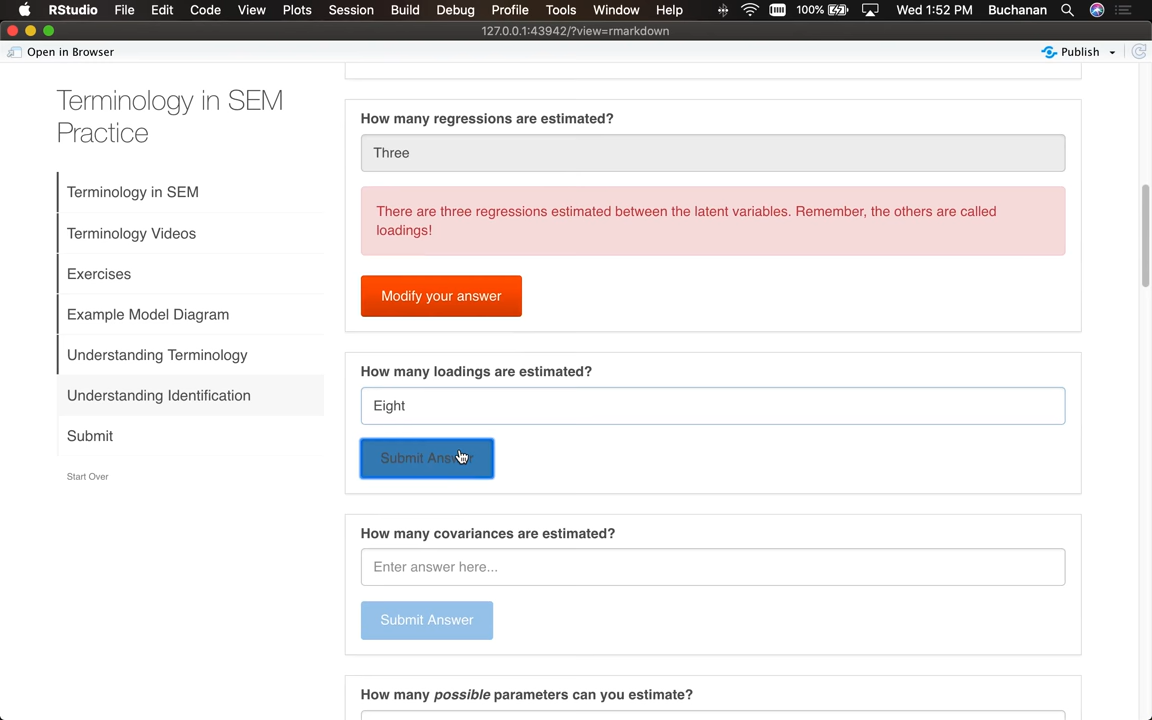 RStudio File Edit Code View Plots Session Build Debug Profile Tools Window Help 100% Wed 1:52 PM Buchanan
127.0.0.1:43942/?view=rmarkdown
Open in Browser Publish
Terminology in SEM
Practice
Terminology in SEM
Terminology Videos
Exercises
Example Model Diagram
Understanding Terminology
Understanding Identification
Submit
Start Over
How many regressions are estimated?
Three
There are three regressions estimated between the latent variables. Remember, the others are called
loadings!
Modify your answer
How many loadings are estimated?
Eight
Submit Answer
How many covariances are estimated?
Enter answer here...
Submit Answer
How many possible parameters can you estimate?